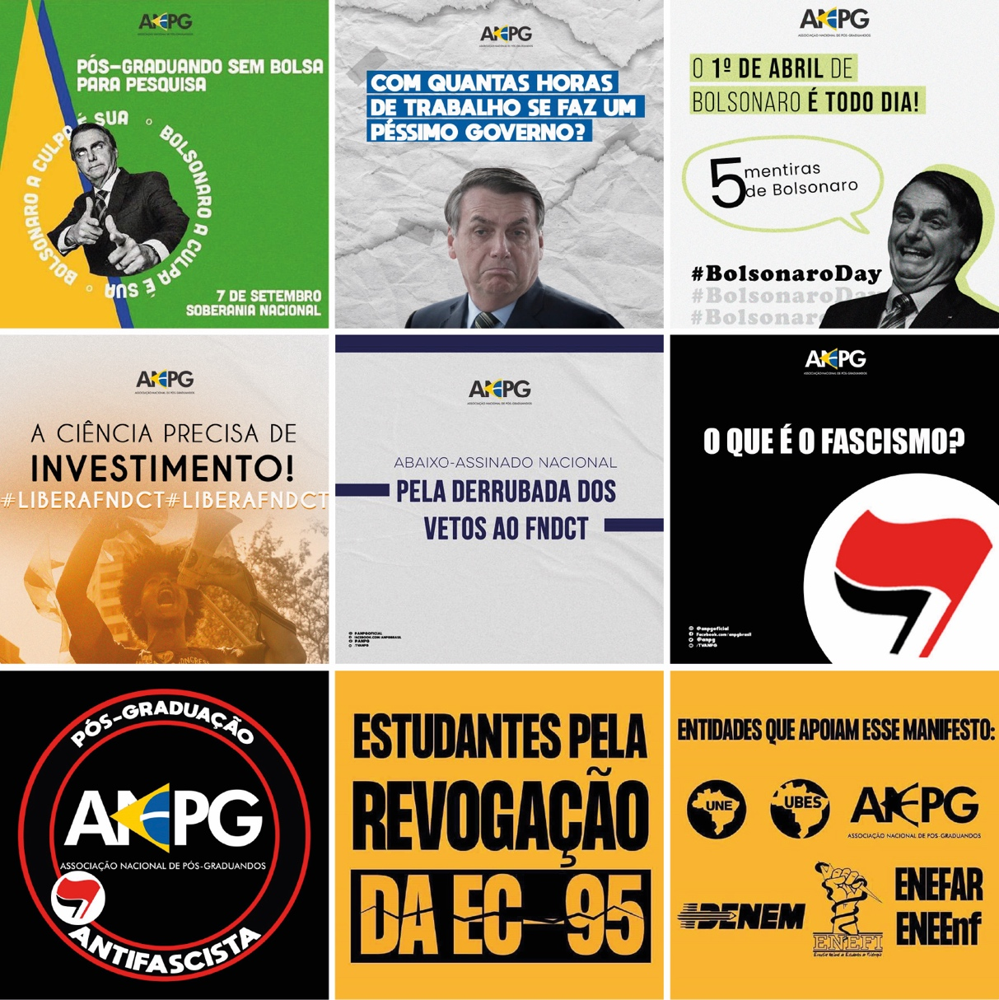 ANPG
PÓS-GRADUANDO SEM BOLSA
PARA PESQUISA
BOLSONARO A CULPA É SUA ° BOLSONARO A CULPA É SUA °
7 DE SETEMBRO
SOBERANIA NACIONAL
ANPG
COM QUANTAS HORAS
DE TRABALHO SE FAZ UM
PÉSSIMO GOVERNO?
ANPG
ASSOCIAÇÃO NACIONAL DE PÓS-GRADUANDOS
O 1º DE ABRIL DE
BOLSONARO É TODO DIA!
5 mentiras
de Bolsonaro
#BolsonaroDay
#BolsonaroDay
#Bolsonar
ANPG
ASSOCIAÇÃO NACIONAL DE PÓS-GRADUANDOS
A CIÊNCIA PRECISA DE
INVESTIMENTO!
#LIBERAFNDCT#LIBERAFNDCT
ANPG
ASSOCIAÇÃO NACIONAL DE PÓS-GRADUANDOS
ABAIXO-ASSINADO NACIONAL
PELA DERRUBADA DOS
VETOS AO FNDCT
@ANPGOFICIAL
FACEBOOK.COM/ANPGBRASIL
@ANPG
/TVANPG
ANPG
ASSOCIAÇÃO NACIONAL DE PÓS-GRADUANDOS
O QUE É O FASCISMO?
@anpgoficial
Facebook.com/anpgbrasil
@anpg
/TVANPG
PÓS-GRADUAÇÃO
ANPG
ASSOCIAÇÃO NACIONAL DE PÓS-GRADUANDOS
ANTIFASCISTA
ESTUDANTES PELA
REVOGAÇÃO
DA EC-95
ENTIDADES QUE APOIAM ESSE MANIFESTO:
UNE
UBES
ANPG
ASSOCIAÇÃO NACIONAL DE PÓS-GRADUANDOS
DENEM
ENEFI
ENEFAR
ENEEnf